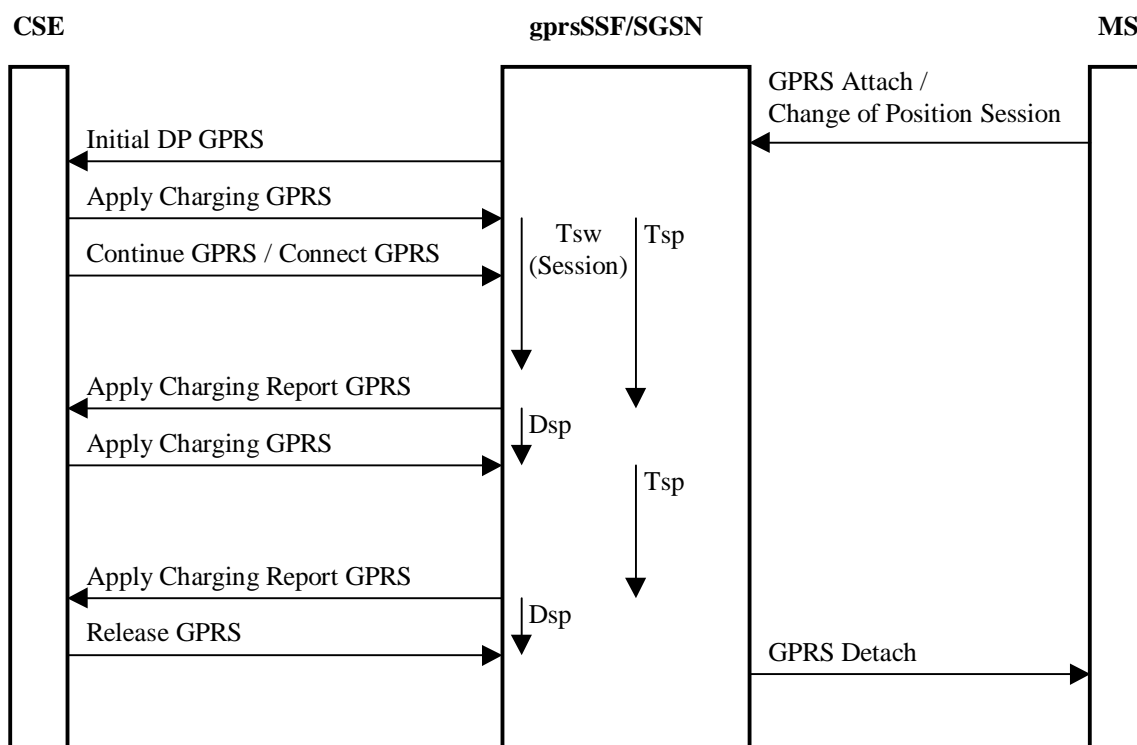 CSE
gprsSSF/SGSN
MS
GPRS Attach /
Change of Position Session
Initial DP GPRS
Apply Charging GPRS
Tsw
(Session)
Tsp
Continue GPRS / Connect GPRS
Apply Charging Report GPRS
Dsp
Apply Charging GPRS
Tsp
Apply Charging Report GPRS
Dsp
Release GPRS
GPRS Detach